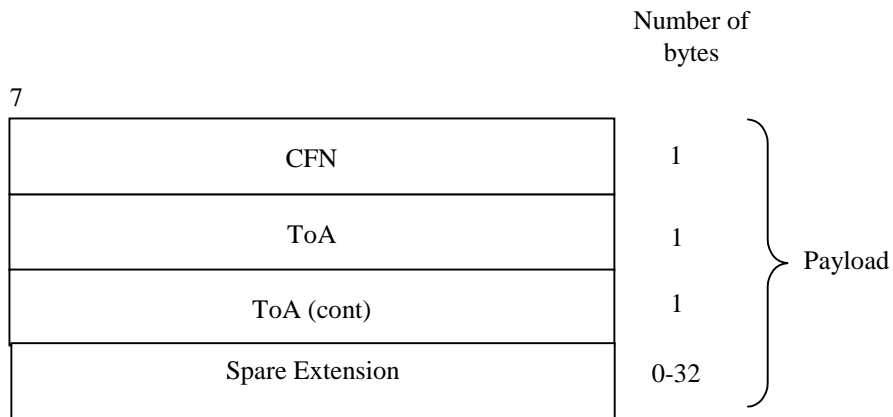 Number of
bytes
7
CFN 1
ToA 1
Payload
ToA (cont) 1
Spare Extension 0-32